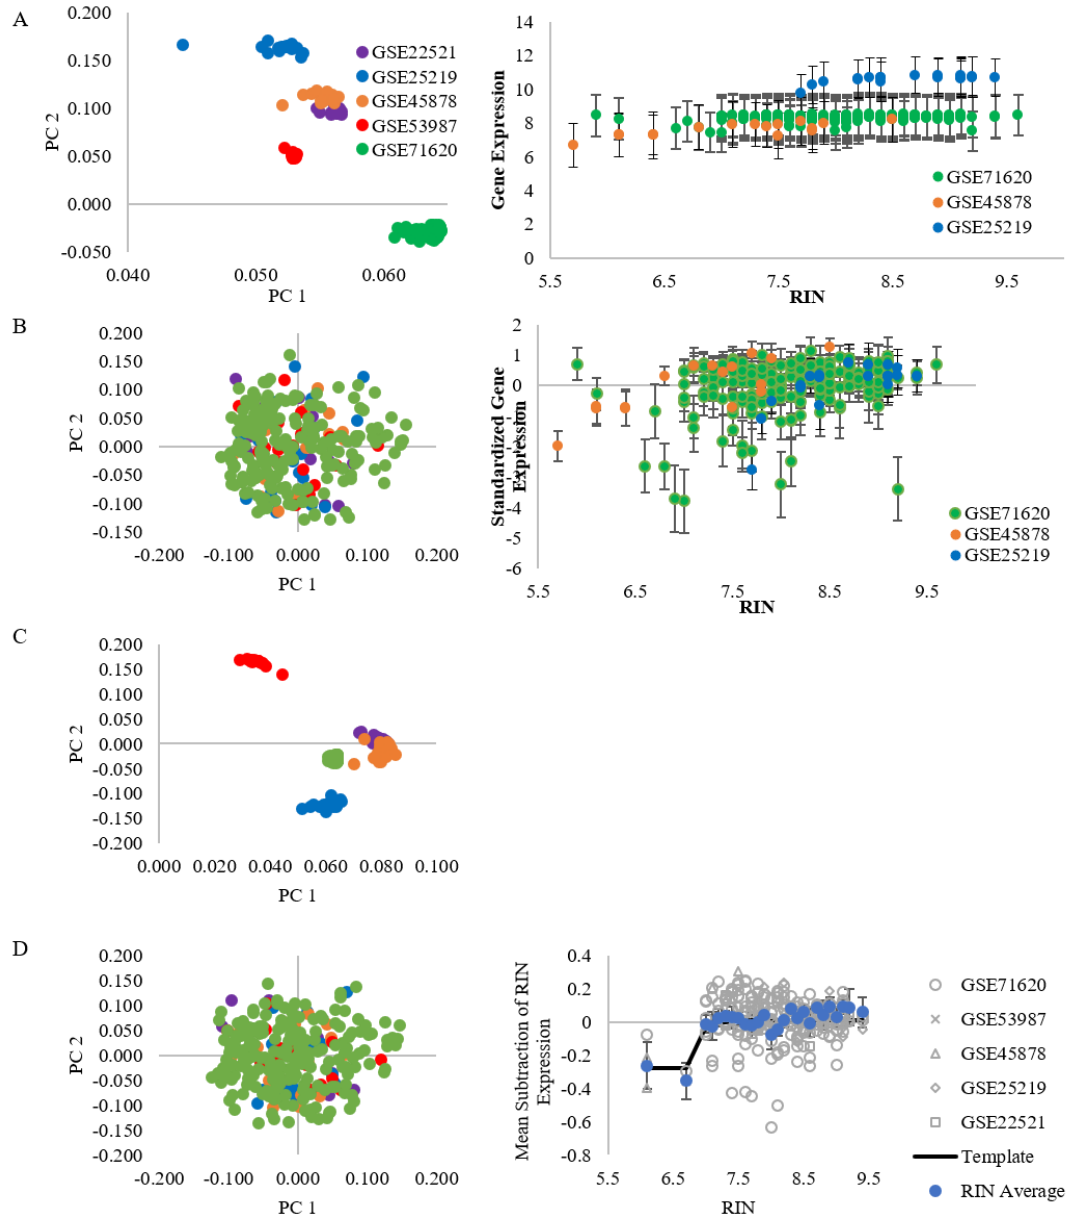 A
0.200
0.150
0.100
0.050
0.000
-0.050
PC 2
0.040
0.050
0.060
PC 1
GSE22521
GSE25219
GSE45878
GSE53987
GSE71620
14
12
10
8
6
4
2
0
Gene Expression
5.5
6.5
7.5
8.5
9.5
RIN
GSE71620
GSE45878
GSE25219
B
0.200
0.150
0.100
0.050
0.000
-0.050
-0.100
-0.150
PC 2
-0.200
-0.100
0.000
0.100
0.200
PC 1
2
1
0
-1
-2
-3
-4
-5
-6
Standardized Gene
Expression
5.5
6.5
7.5
8.5
9.5
RIN
GSE71620
GSE45878
GSE25219
C
0.200
0.150
0.100
0.050
0.000
-0.050
-0.100
-0.150
-0.200
PC 2
0.000
0.020
0.040
0.060
0.080
0.100
PC 1
D
0.200
0.150
0.100
0.050
0.000
-0.050
-0.100
-0.150
-0.200
PC 2
-0.200
-0.100
0.000
0.100
0.200
PC 1
0.4
0.2
0
-0.2
-0.4
-0.6
-0.8
Mean Subtraction of RIN
Expression
5.5
6.5
7.5
8.5
9.5
RIN
GSE71620
GSE53987
GSE45878
GSE25219
GSE22521
Template
RIN Average